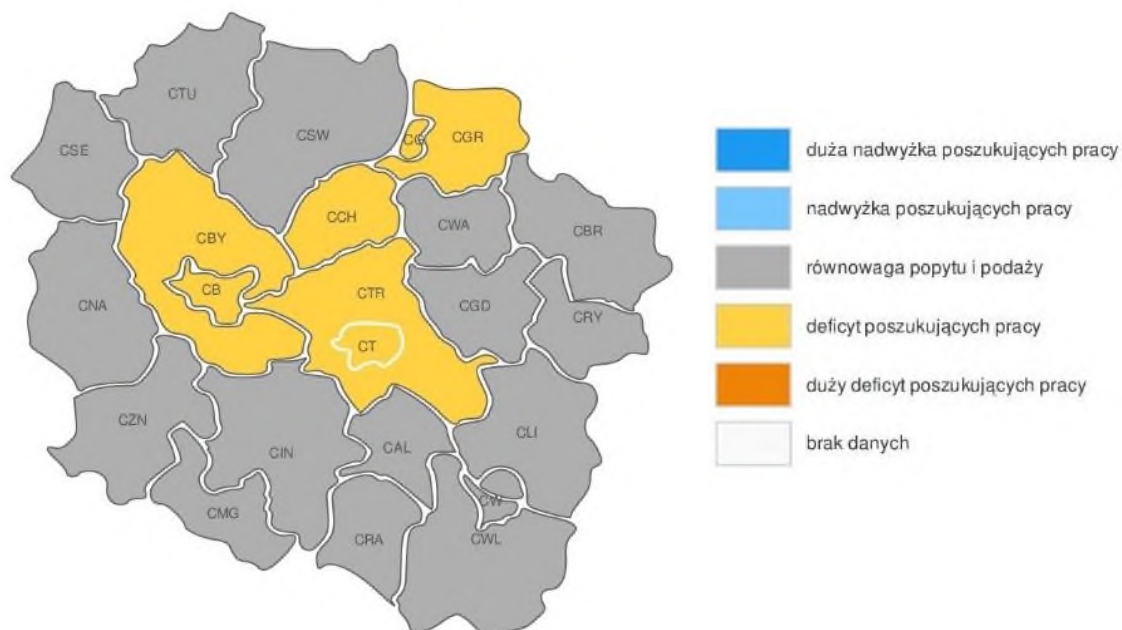 CTU
CSE
CSW
CG
CGR
CCH
CWA
CBR
CBY
CB
CTR
CGD
CNA
CRY
CT
CZN
CIN
CAL
CLI
CW
CMG
CRA
CWL
duża nadwyżka poszukujących pracy
nadwyżka poszukujących pracy
równowaga popytu i podaży
deficyt poszukujących pracy
duży deficyt poszukujących pracy
brak danych